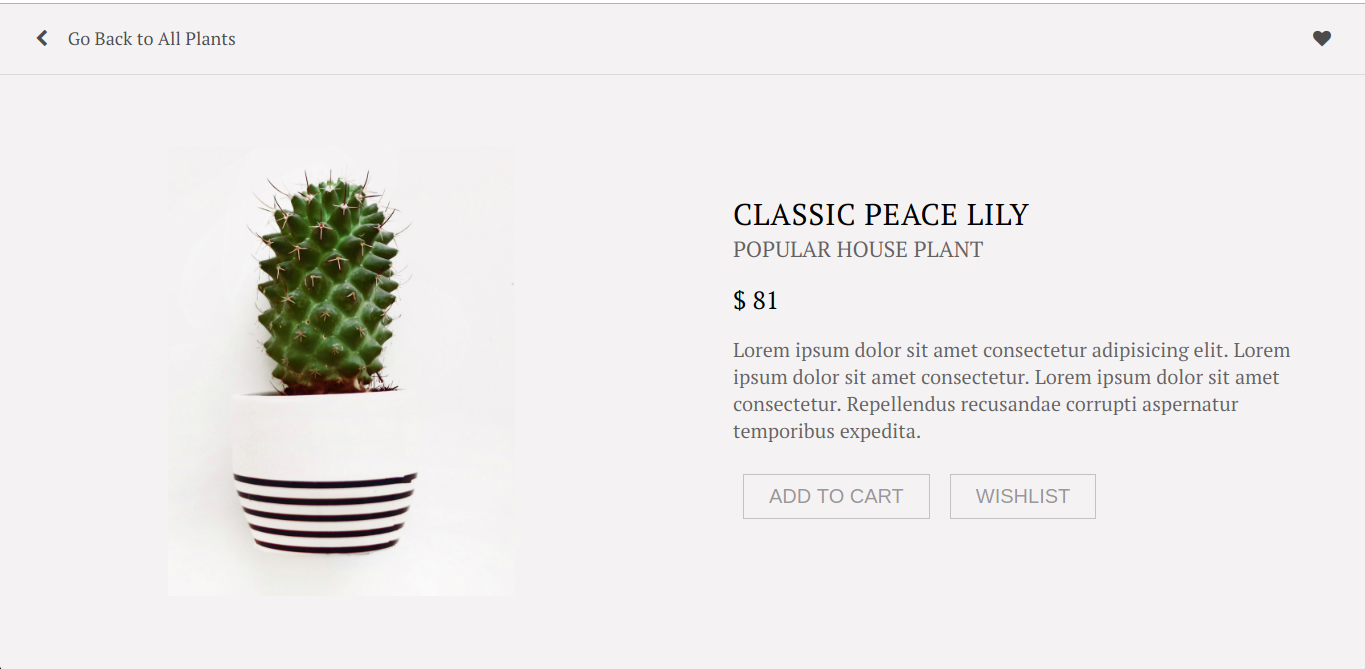 Go Back to All Plants
CLASSIC PEACE LILY
POPULAR HOUSE PLANT
$ 81
Lorem ipsum dolor sit amet consectetur adipisicing elit. Lorem
ipsum dolor sit amet consectetur. Lorem ipsum dolor sit amet
consectetur. Repellendus recusandae corrupti aspernatur
temporibus expedita.
ADD TO CART
WISHLIST